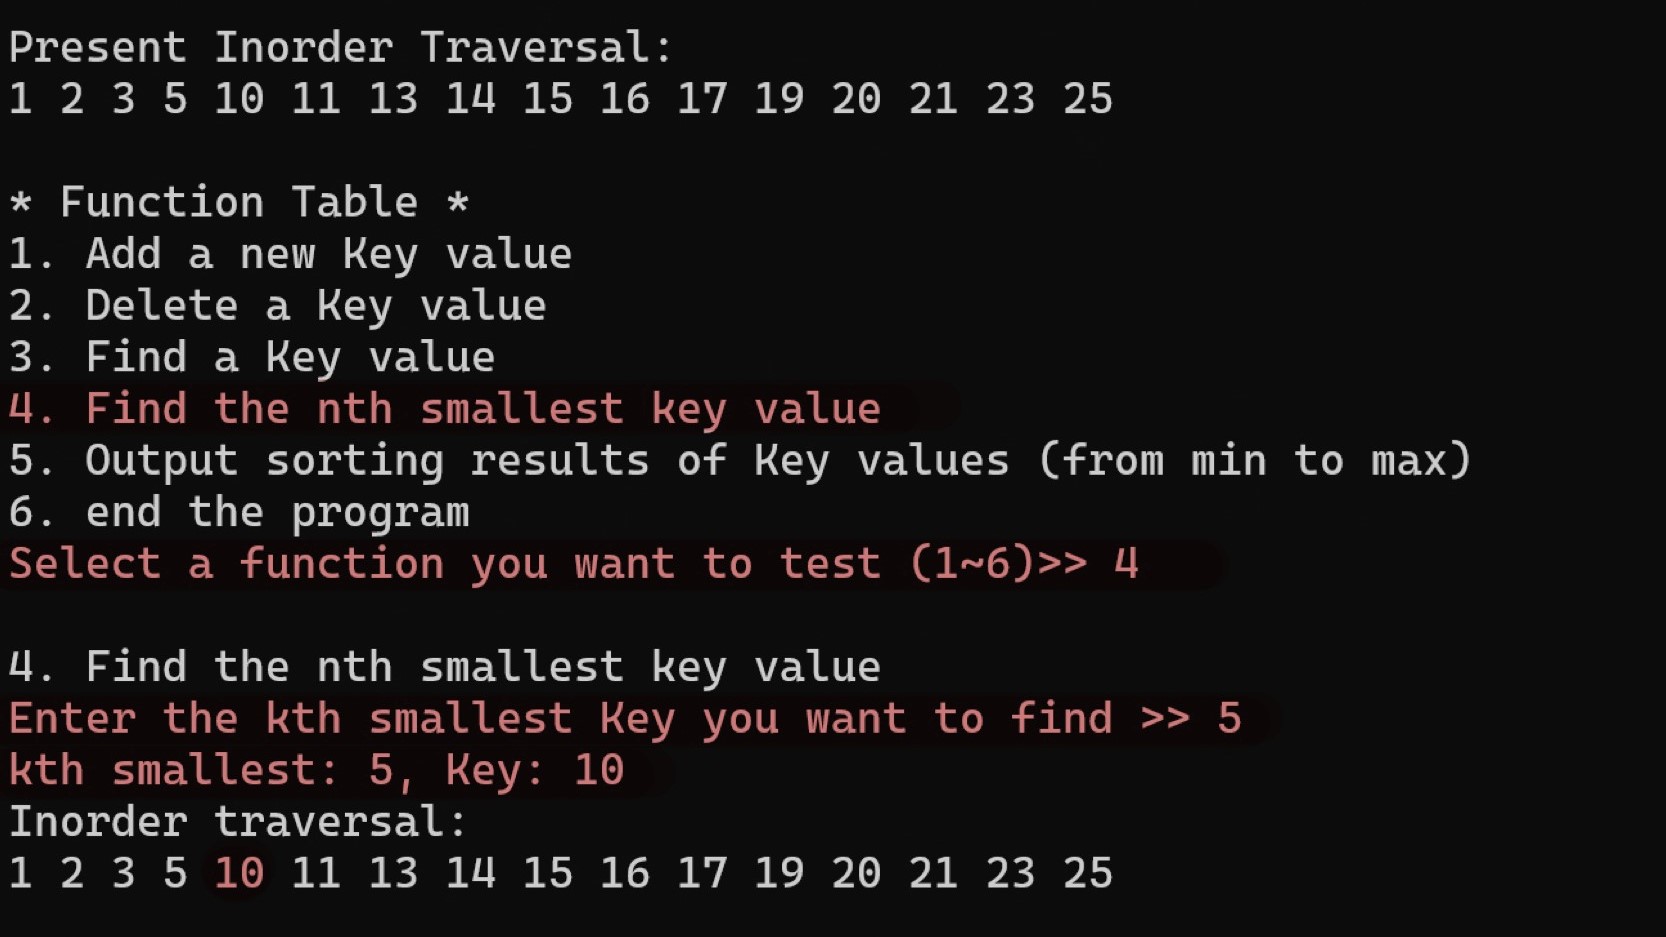 Present Inorder Traversal:
1 2 3 5 10 11 13 14 15 16 17 19 20 21 23 25
* Function Table *
1. Add a new Key value
2. Delete a Key value
3. Find a Key value
4. Find the nth smallest key value
5. Output sorting results of Key values (from min to max)
6. end the program
Select a function you want to test (1~6)>> 4
4. Find the nth smallest key value
Enter the kth smallest Key you want to find >> 5
kth smallest: 5, Key: 10
Inorder traversal:
1 2 3 5 10 11 13 14 15 16 17 19 20 21 23 25